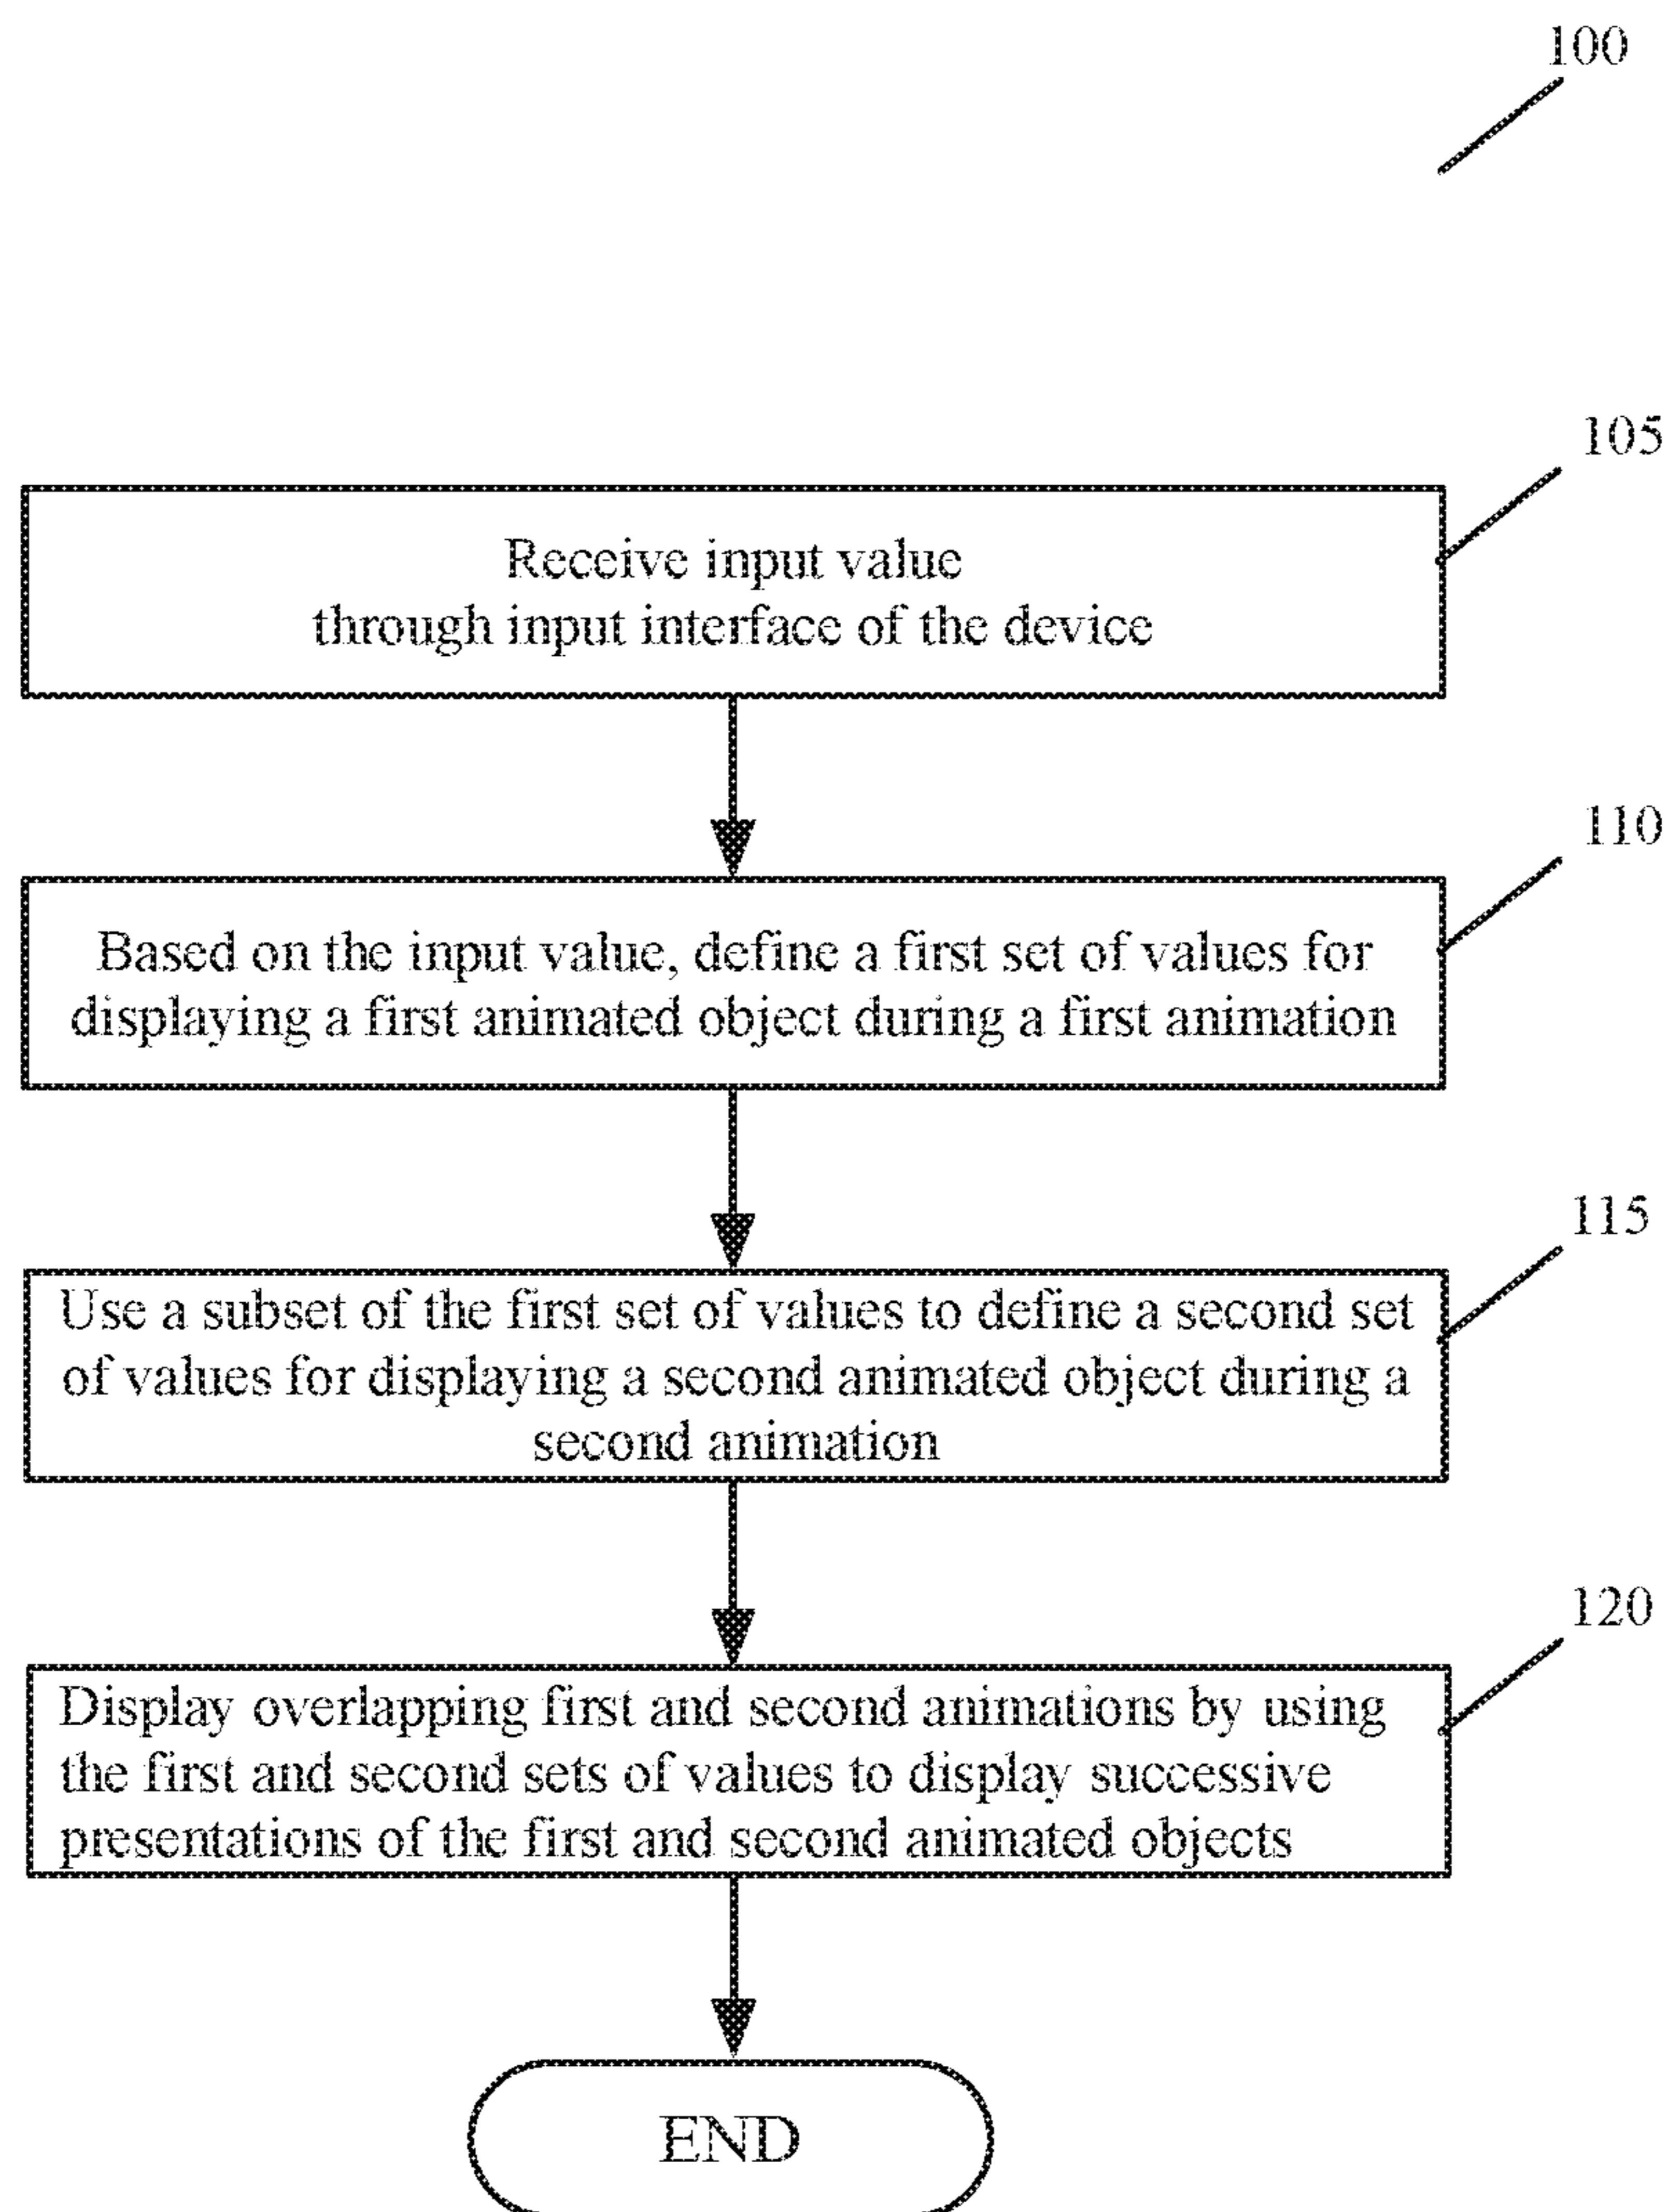 100
105
Receive input value
through input interface of the device
110
Based on the input value, define a first set of values for
displaying a first animated object during a first animation
115
Use a subset of the first set of values to define a second set
of values for displaying a second animated object during a
second animation
120
Display overlapping first and second animations by using
the first and second sets of values to display successive
presentations of the first and second animated objects
END